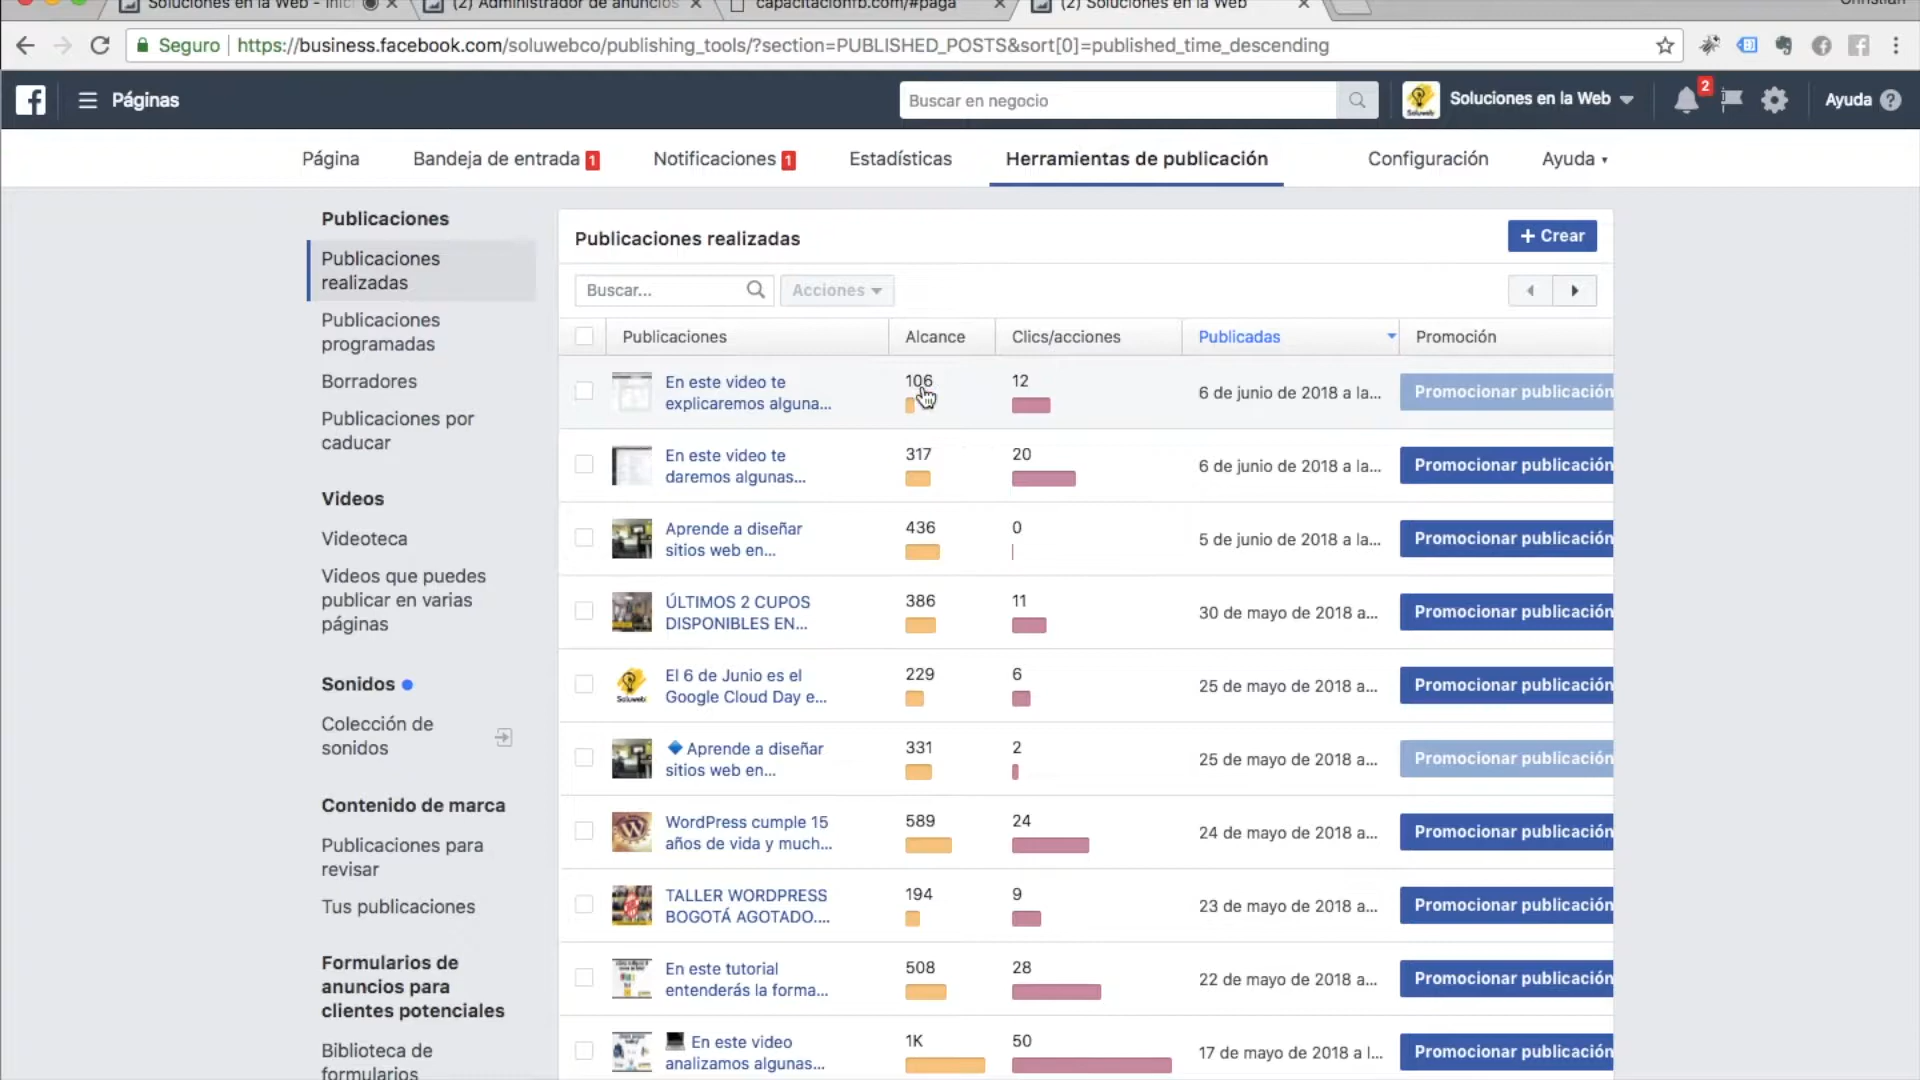 Soluciones en la Web - Inici
(2) Administrador de anuncios
capacitacionfb.com/#paga
(2) Soluciones en la Web
Christian
Seguro
https://business.facebook.com/soluwebco/publishing_tools/?section=PUBLISHED_POSTS&sort[0]=published_time_descending
Páginas
Buscar en negocio
Soluciones en la Web
2
Ayuda
Página
Bandeja de entrada 1
Notificaciones 1
Estadísticas
Herramientas de publicación
Configuración
Ayuda
Publicaciones
Publicaciones
realizadas
Publicaciones
programadas
Borradores
Publicaciones por
caducar
Videos
Videoteca
Videos que puedes
publicar en varias
páginas
Sonidos
Colección de
sonidos
Contenido de marca
Publicaciones para
revisar
Tus publicaciones
Formularios de
anuncios para
clientes potenciales
Biblioteca de
formularios
Publicaciones realizadas
+ Crear
Buscar...
Acciones
Publicaciones
Alcance
Clics/acciones
Publicadas
Promoción
En este video te
explicaremos alguna...
106
12
6 de junio de 2018 a la...
Promocionar publicación
En este video te
daremos algunas...
317
20
6 de junio de 2018 a la...
Promocionar publicación
Aprende a diseñar
sitios web en...
436
0
5 de junio de 2018 a la...
Promocionar publicación
ÚLTIMOS 2 CUPOS
DISPONIBLES EN...
386
11
30 de mayo de 2018 a...
Promocionar publicación
Soluweb
El 6 de Junio es el
Google Cloud Day e...
229
6
25 de mayo de 2018 a...
Promocionar publicación
Aprende a diseñar
sitios web en...
331
2
25 de mayo de 2018 a...
Promocionar publicación
WordPress cumple 15
años de vida y much...
589
24
24 de mayo de 2018 a...
Promocionar publicación
TALLER WORDPRESS
BOGOTÁ AGOTADO....
194
9
23 de mayo de 2018 a...
Promocionar publicación
En este tutorial
entenderás la forma...
508
28
22 de mayo de 2018 a...
Promocionar publicación
En este video
analizamos algunas...
1K
50
17 de mayo de 2018 a l...
Promocionar publicación